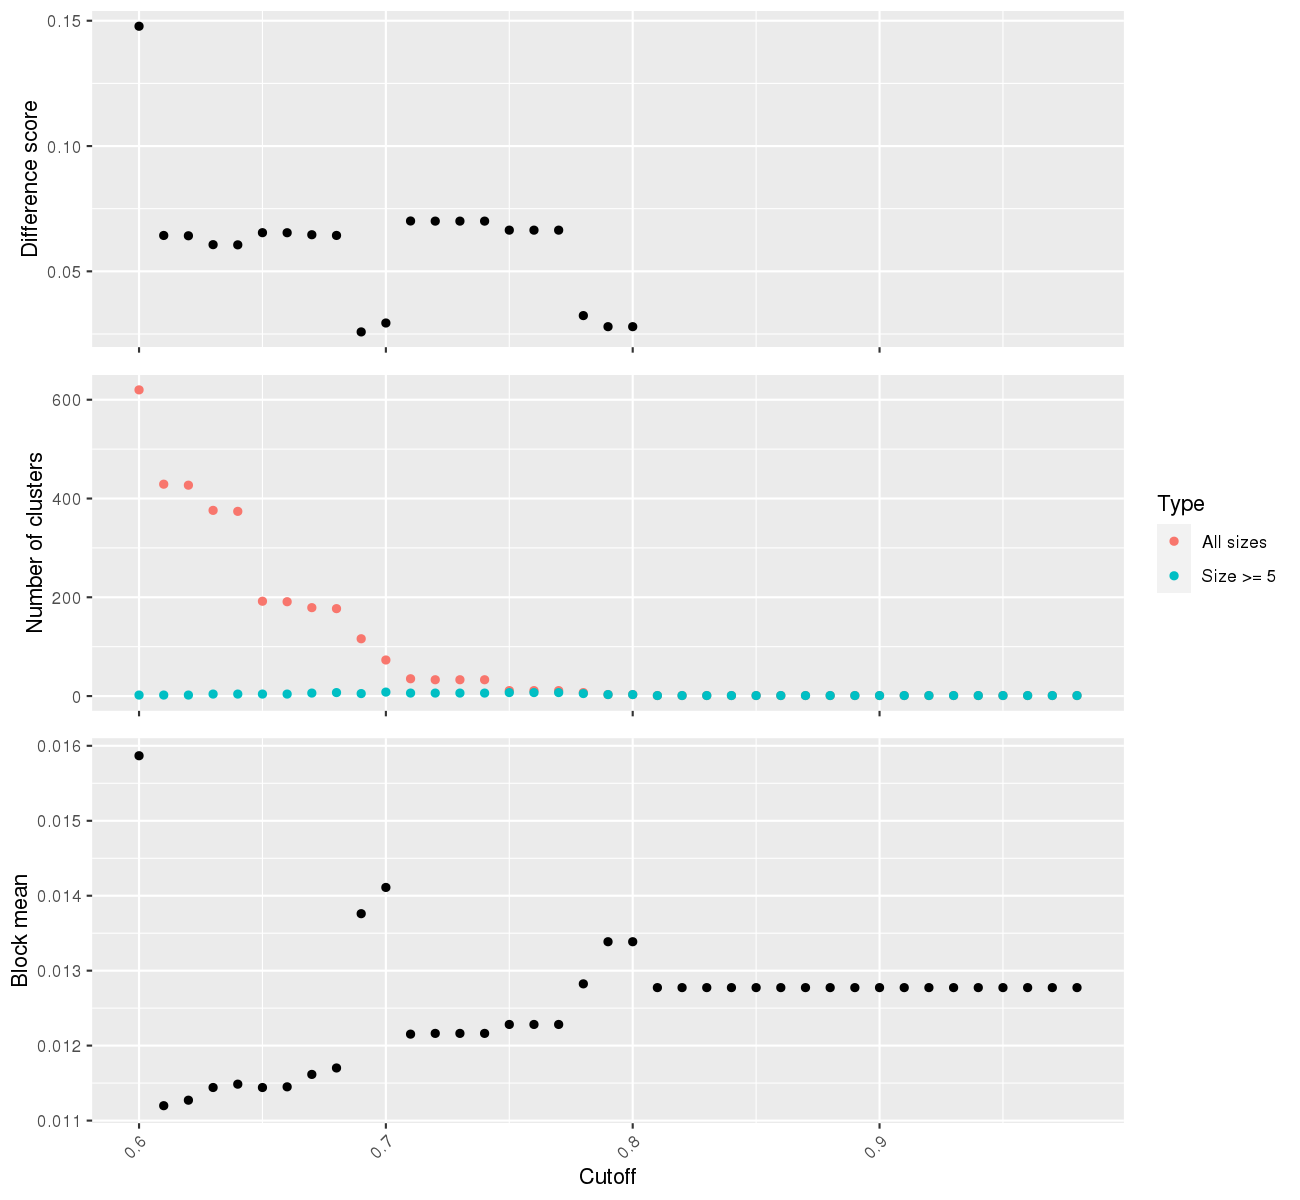 0.15
0.10
0.05
Difference score
600
400
200
0
Number of clusters
Type
All sizes
Size >= 5
0.016
0.015
0.014
0.013
0.012
0.011
Block mean
0.6
0.7
0.8
0.9
Cutoff